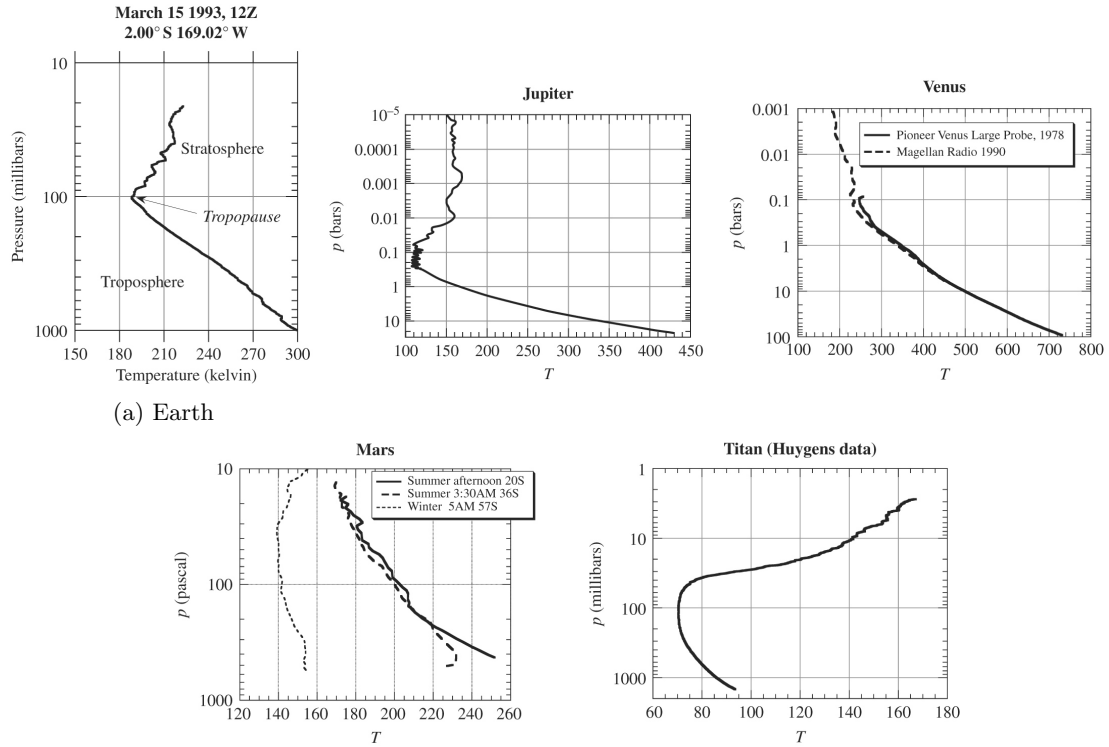 March 15 1993, 12Z
2.00° S 169.02° W
10
100
1000
Pressure (millibars)
Stratosphere
Tropopause
Troposphere
150 180 210 240 270 300
Temperature (kelvin)
(a) Earth
Jupiter
10⁻⁵
0.0001
0.001
0.01
0.1
1
10
p (bars)
100 150 200 250 300 350 400 450
T
Venus
0.001
0.01
0.1
1
10
100
p (bars)
Pioneer Venus Large Probe, 1978
Magellan Radio 1990
100 200 300 400 500 600 700 800
T
Mars
10
100
1000
p (pascal)
Summer afternoon 20S
Summer 3:30AM 36S
Winter 5AM 57S
120 140 160 180 200 220 240 260
T
Titan (Huygens data)
1
10
100
1000
p (millibars)
60 80 100 120 140 160 180
T